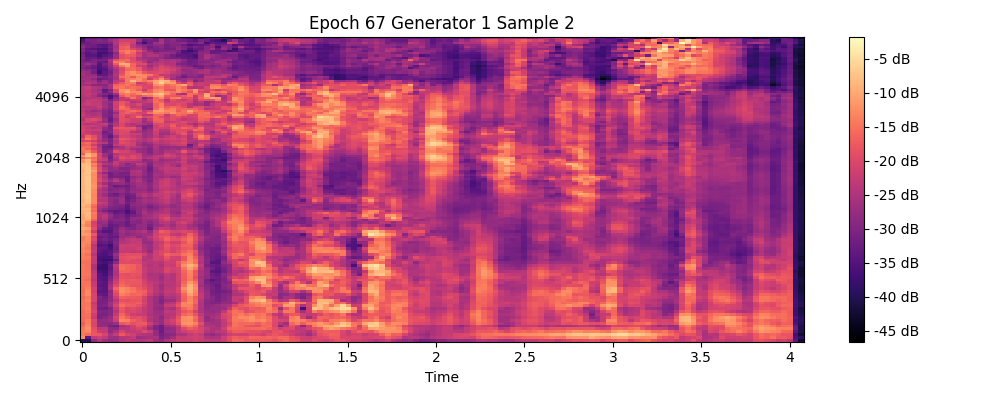 Epoch 67 Generator 1 Sample 2
Hz
4096
2048
1024
512
0
0 0.5 1 1.5 2 2.5 3 3.5 4
Time
-5 dB
-10 dB
-15 dB
-20 dB
-25 dB
-30 dB
-35 dB
-40 dB
-45 dB